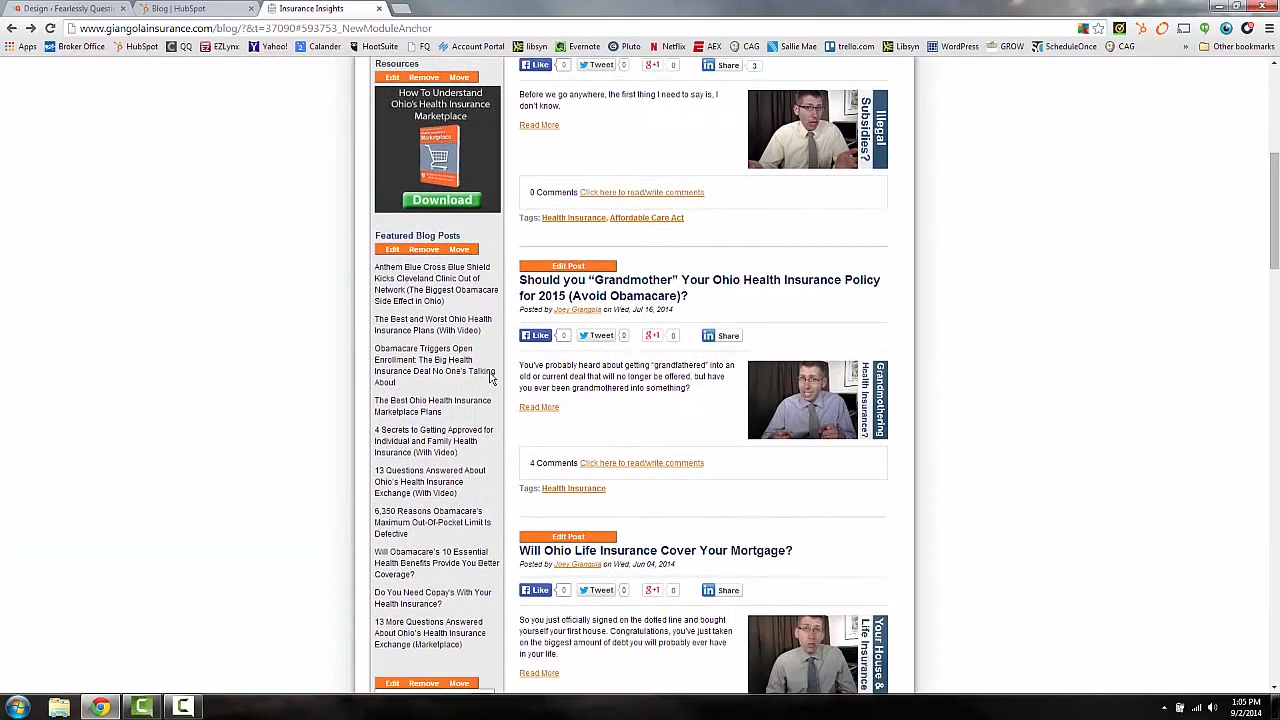 Design ‹ Fearlessly Questi
Blog | HubSpot
Insurance Insights
www.giangolainsurance.com/blog/?&t=37090#593753_NewModuleAnchor
Apps
Broker Office
HubSpot
QQ
EZLynx
Yahoo!
Calander
HootSuite
FQ
Account Portal
libsyn
Evernote
Pluto
Netflix
AEX
CAG
Sallie Mae
trello.com
Libsyn
WordPress
GROW
ScheduleOnce
CAG
»
Other bookmarks
Resources
Edit Remove Move
How To Understand
Ohio's Health Insurance
Marketplace
Download
Featured Blog Posts
Edit Remove Move
Anthem Blue Cross Blue Shield
Kicks Cleveland Clinic Out of
Network (The Biggest Obamacare
Side Effect in Ohio)
The Best and Worst Ohio Health
Insurance Plans (With Video)
Obamacare Triggers Open
Enrollment: The Big Health
Insurance Deal No One's Talking
About
The Best Ohio Health Insurance
Marketplace Plans
4 Secrets to Getting Approved for
Individual and Family Health
Insurance (With Video)
13 Questions Answered About
Ohio's Health Insurance
Exchange (With Video)
6,350 Reasons Obamacare's
Maximum Out-Of-Pocket Limit Is
Defective
Will Obamacare's 10 Essential
Health Benefits Provide You Better
Coverage?
Do You Need Copay's With Your
Health Insurance?
13 More Questions Answered
About Ohio's Health Insurance
Exchange (Marketplace)
Edit Remove Move
Like 0 Tweet 0 +1 0 Share 3
Before we go anywhere, the first thing I need to say is, I
don't know.
Read More
Illegal
Subsidies?
0 Comments Click here to read/write comments
Tags: Health Insurance, Affordable Care Act
Edit Post
Should you “Grandmother” Your Ohio Health Insurance Policy
for 2015 (Avoid Obamacare)?
Posted by Joey Giangola on Wed, Jul 16, 2014
Like 0 Tweet 0 +1 0 Share
You've probably heard about getting “grandfathered” into an
old or current deal that will no longer be offered, but have
you ever been grandmothered into something?
Read More
Grandmothering
Health Insurance?
4 Comments Click here to read/write comments
Tags: Health Insurance
Edit Post
Will Ohio Life Insurance Cover Your Mortgage?
Posted by Joey Giangola on Wed, Jun 04, 2014
Like 0 Tweet 0 +1 0 Share
So you just officially signed on the dotted line and bought
yourself your first house. Congratulations, you've just taken
on the biggest amount of debt you will probably ever have
in your life.
Read More
Your House &
Life Insurance
1:05 PM
9/2/2014